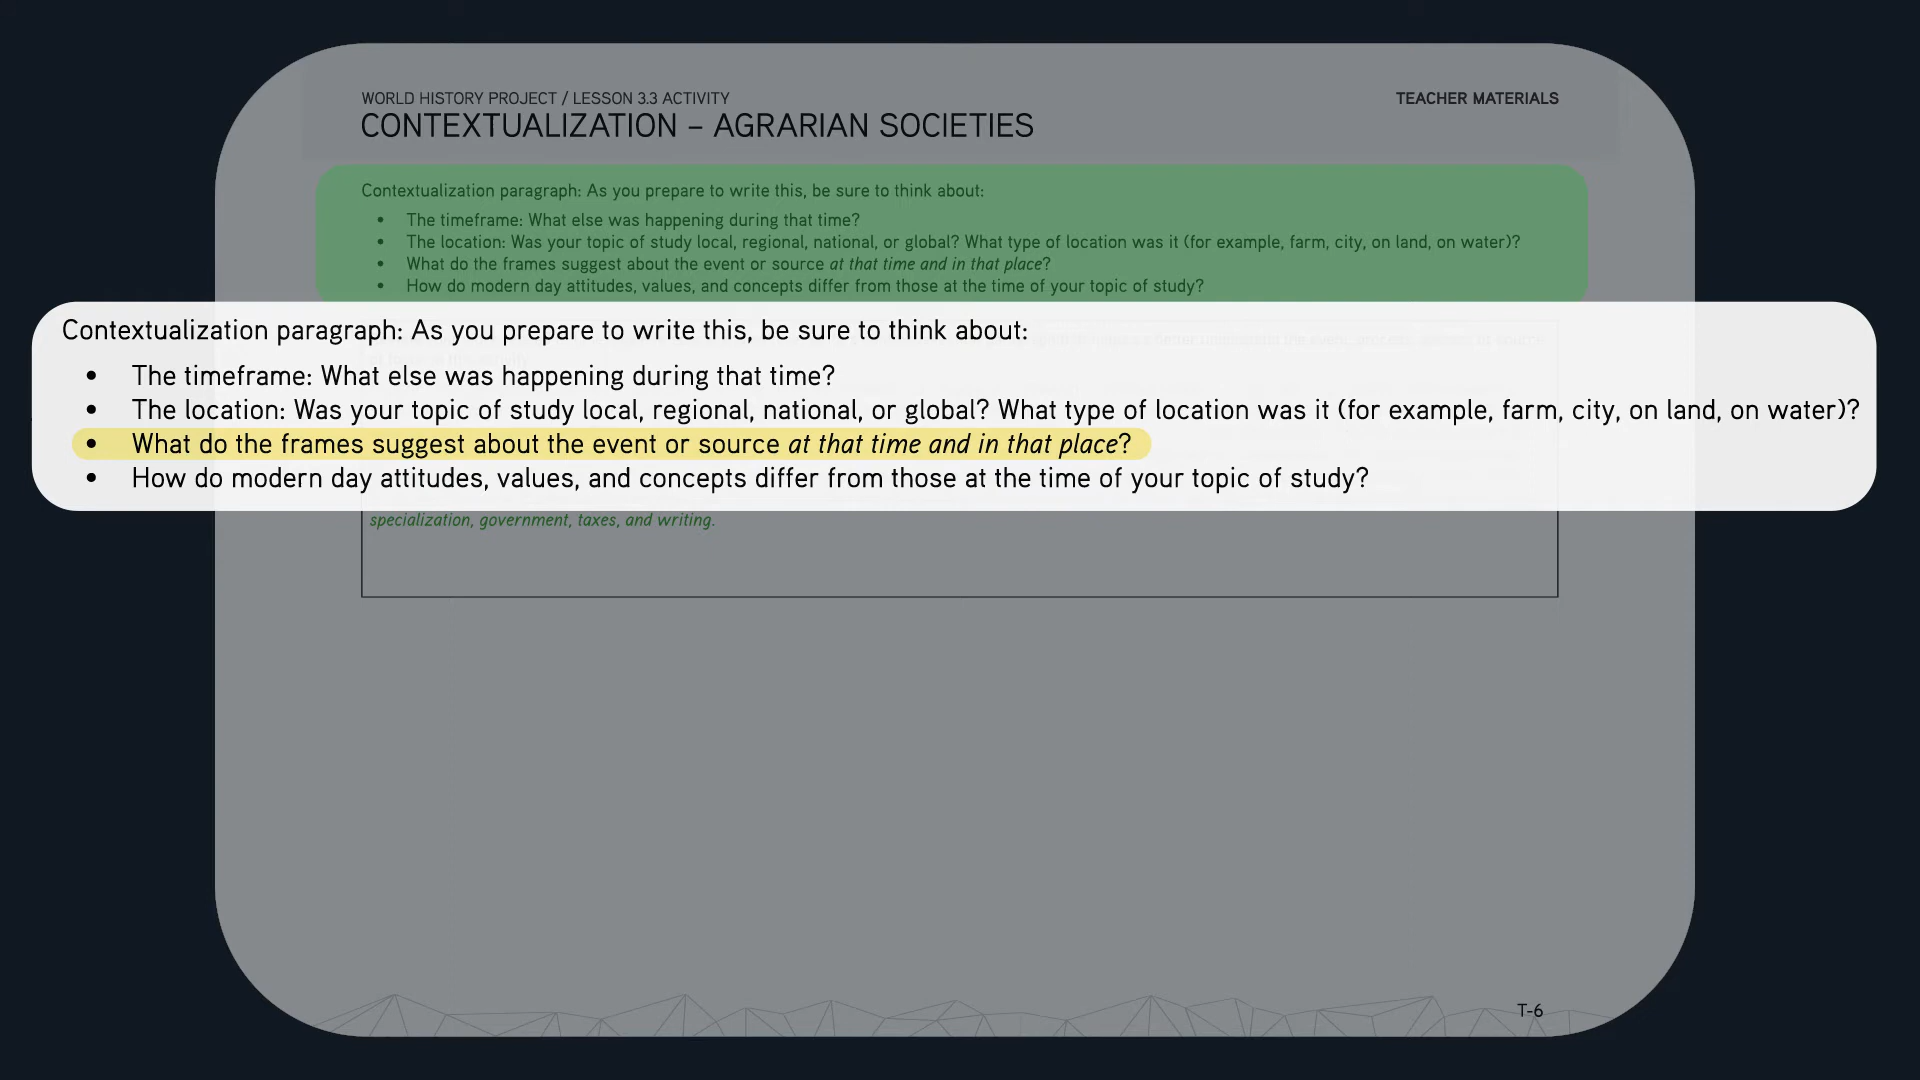 WORLD HISTORY PROJECT / LESSON 3.3 ACTIVITY
TEACHER MATERIALS
CONTEXTUALIZATION – AGRARIAN SOCIETIES
Contextualization paragraph: As you prepare to write this, be sure to think about:
• The timeframe: What else was happening during that time?
• The location: Was your topic of study local, regional, national, or global? What type of location was it (for example, farm, city, on land, on water)?
• What do the frames suggest about the event or source at that time and in that place?
• How do modern day attitudes, values, and concepts differ from those at the time of your topic of study?
Contextualization paragraph: As you prepare to write this, be sure to think about:
• The timeframe: What else was happening during that time?
• The location: Was your topic of study local, regional, national, or global? What type of location was it (for example, farm, city, on land, on water)?
• What do the frames suggest about the event or source at that time and in that place?
• How do modern day attitudes, values, and concepts differ from those at the time of your topic of study?
specialization, government, taxes, and writing.
T-6